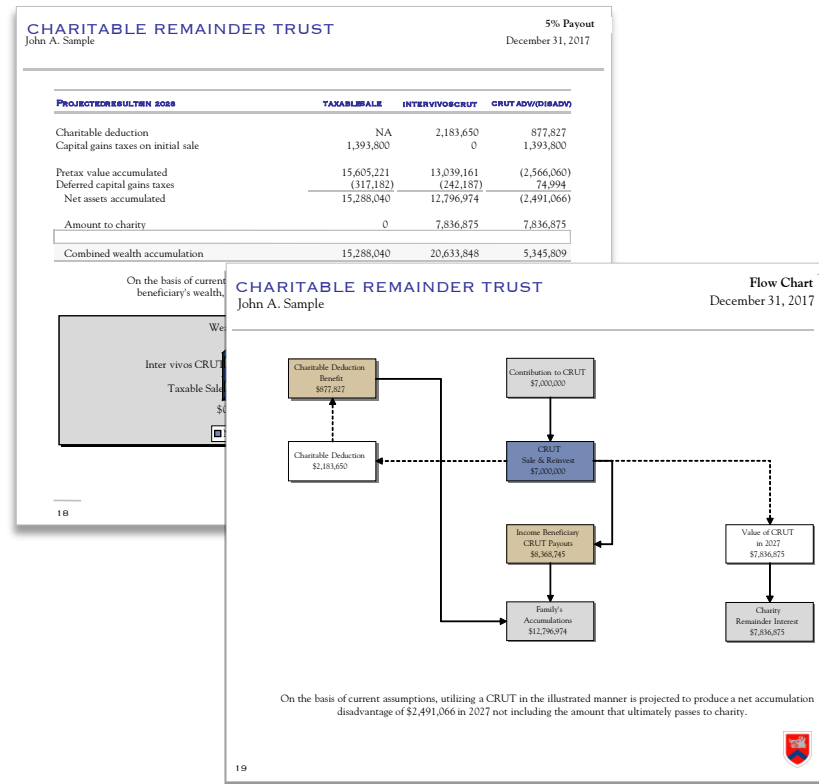 CHARITABLE REMAINDER TRUST
5% Payout
John A. Sample
December 31, 2017
PROJECTED RESULTS IN 2028 TAXABLE SALE INTER VIVOS CRUT CRUT ADV/(DISADV)
Charitable deduction NA 2,183,650 877,827
Capital gains taxes on initial sale 1,393,800 0 1,393,800
Pretax value accumulated 15,605,221 13,039,161 (2,566,060)
Deferred capital gains taxes (317,182) (242,187) 74,994
Net assets accumulated 15,288,040 12,796,974 (2,491,066)
Amount to charity 0 7,836,875 7,836,875
Combined wealth accumulation 15,288,040 20,633,848 5,345,809
On the basis of current
beneficiary's wealth,
Inter vivos CRUT
Taxable Sale
18
CHARITABLE REMAINDER TRUST
Flow Chart
John A. Sample
December 31, 2017
Charitable Deduction
Benefit
$877,827
Contribution to CRUT
$7,000,000
Charitable Deduction
$2,183,650
CRUT
Sale & Reinvest
$7,000,000
Income Beneficiary
CRUT Payouts
$8,368,745
Value of CRUT
in 2027
$7,836,875
Family's
Accumulations
$12,796,974
Charity
Remainder Interest
$7,836,875
On the basis of current assumptions, utilizing a CRUT in the illustrated manner is projected to produce a net accumulation
disadvantage of $2,491,066 in 2027 not including the amount that ultimately passes to charity.
19